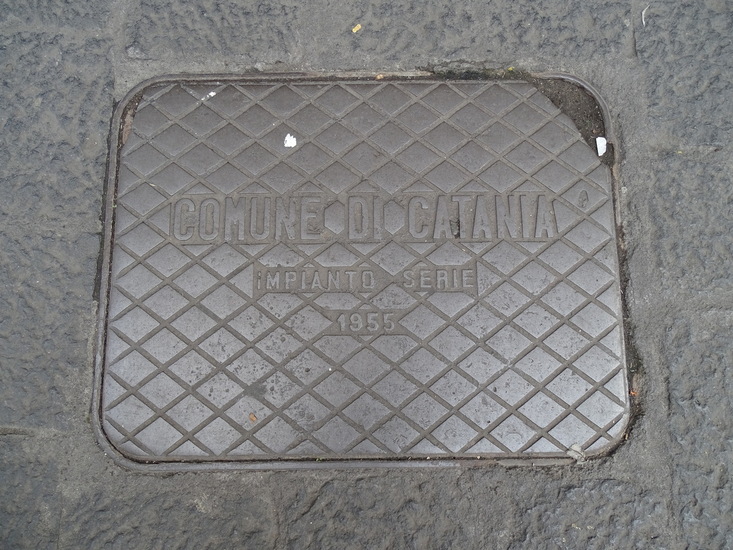 COMUNE DI CATANIA
IMPIANTO SERIE
1955